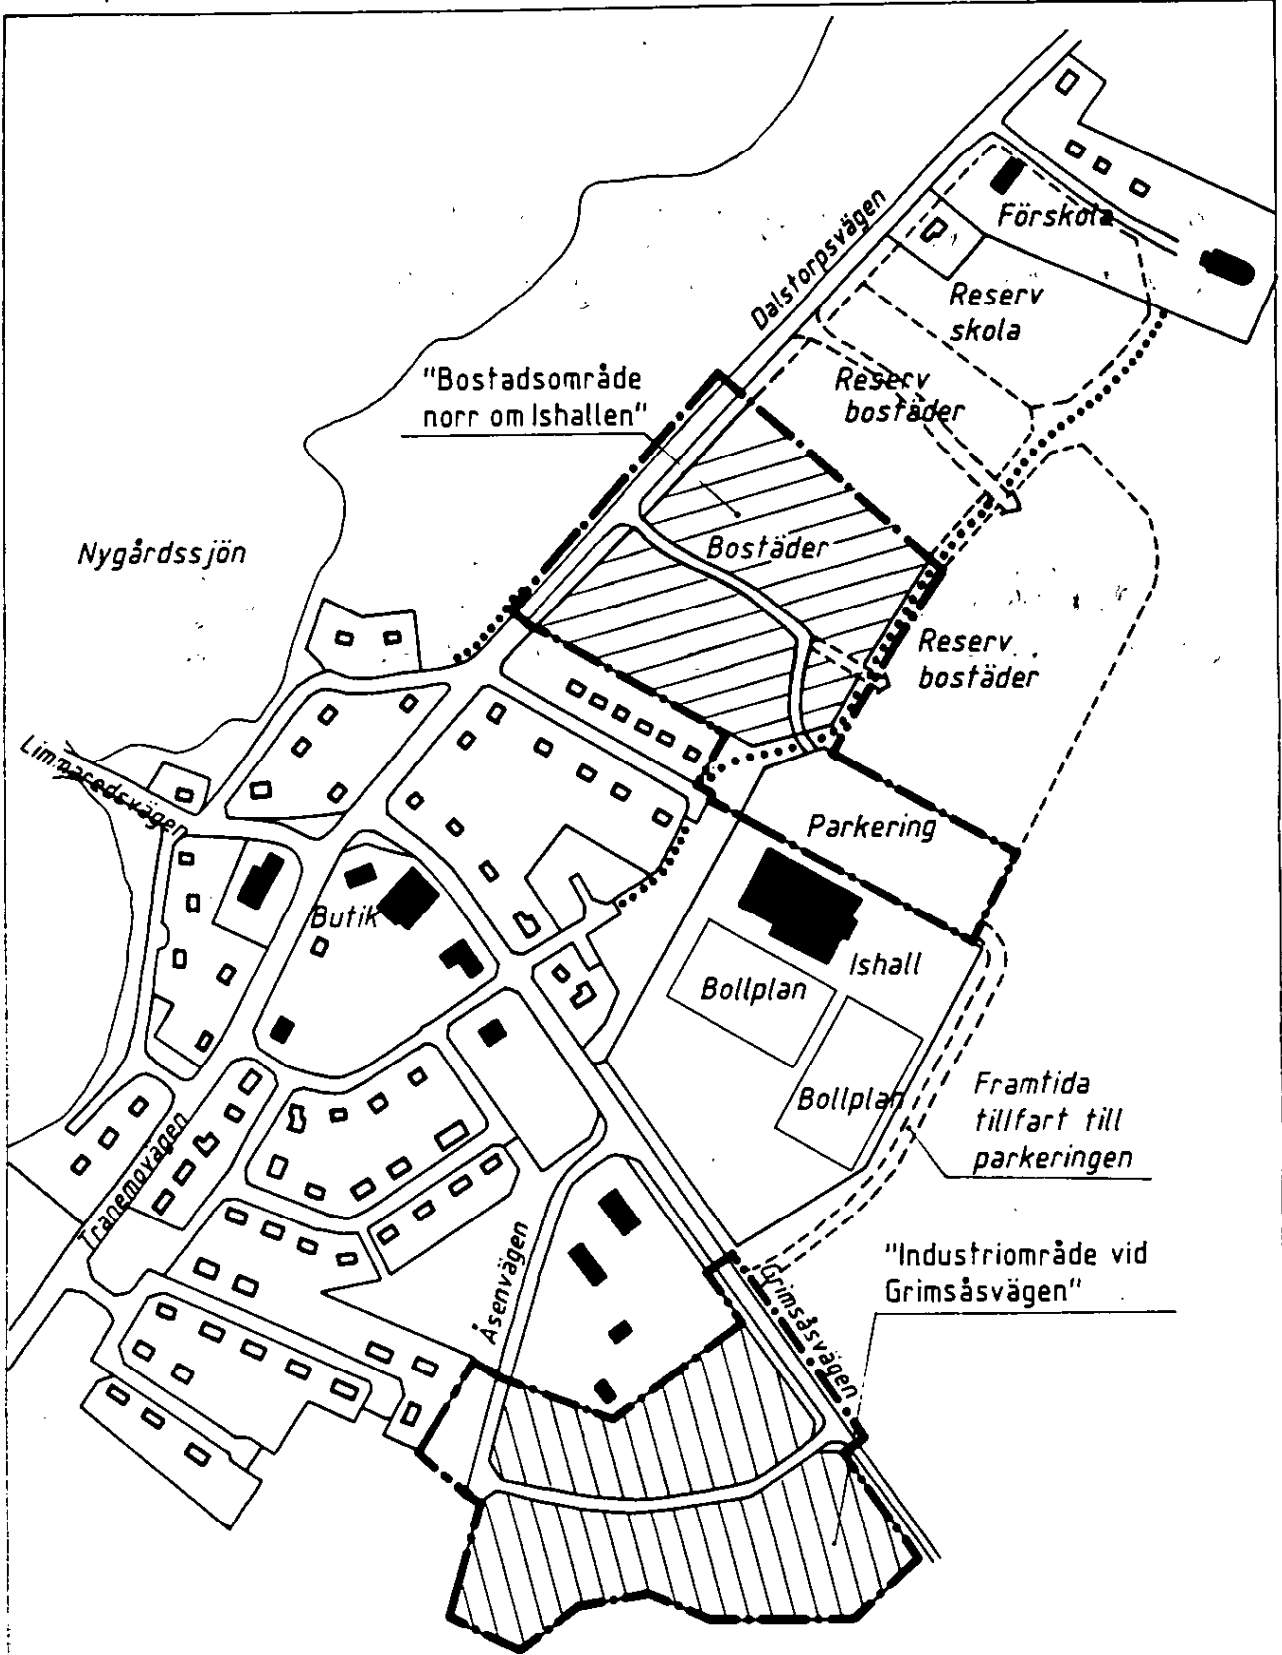 Förskola
Dalstorpsvägen
Reserv
skola
"Bostadsområde
norr om Ishallen"
Reserv
bostäder
Nygårdssjön
Bostäder
Reserv
bostäder
Limmaredsvägen
Parkering
Butik
Ishall
Bollplan
Bollplan
Framtida
tillfart till
parkeringen
Tranemovägen
Åsenvägen
Grimsåsvägen
"Industriområde vid
Grimsåsvägen"